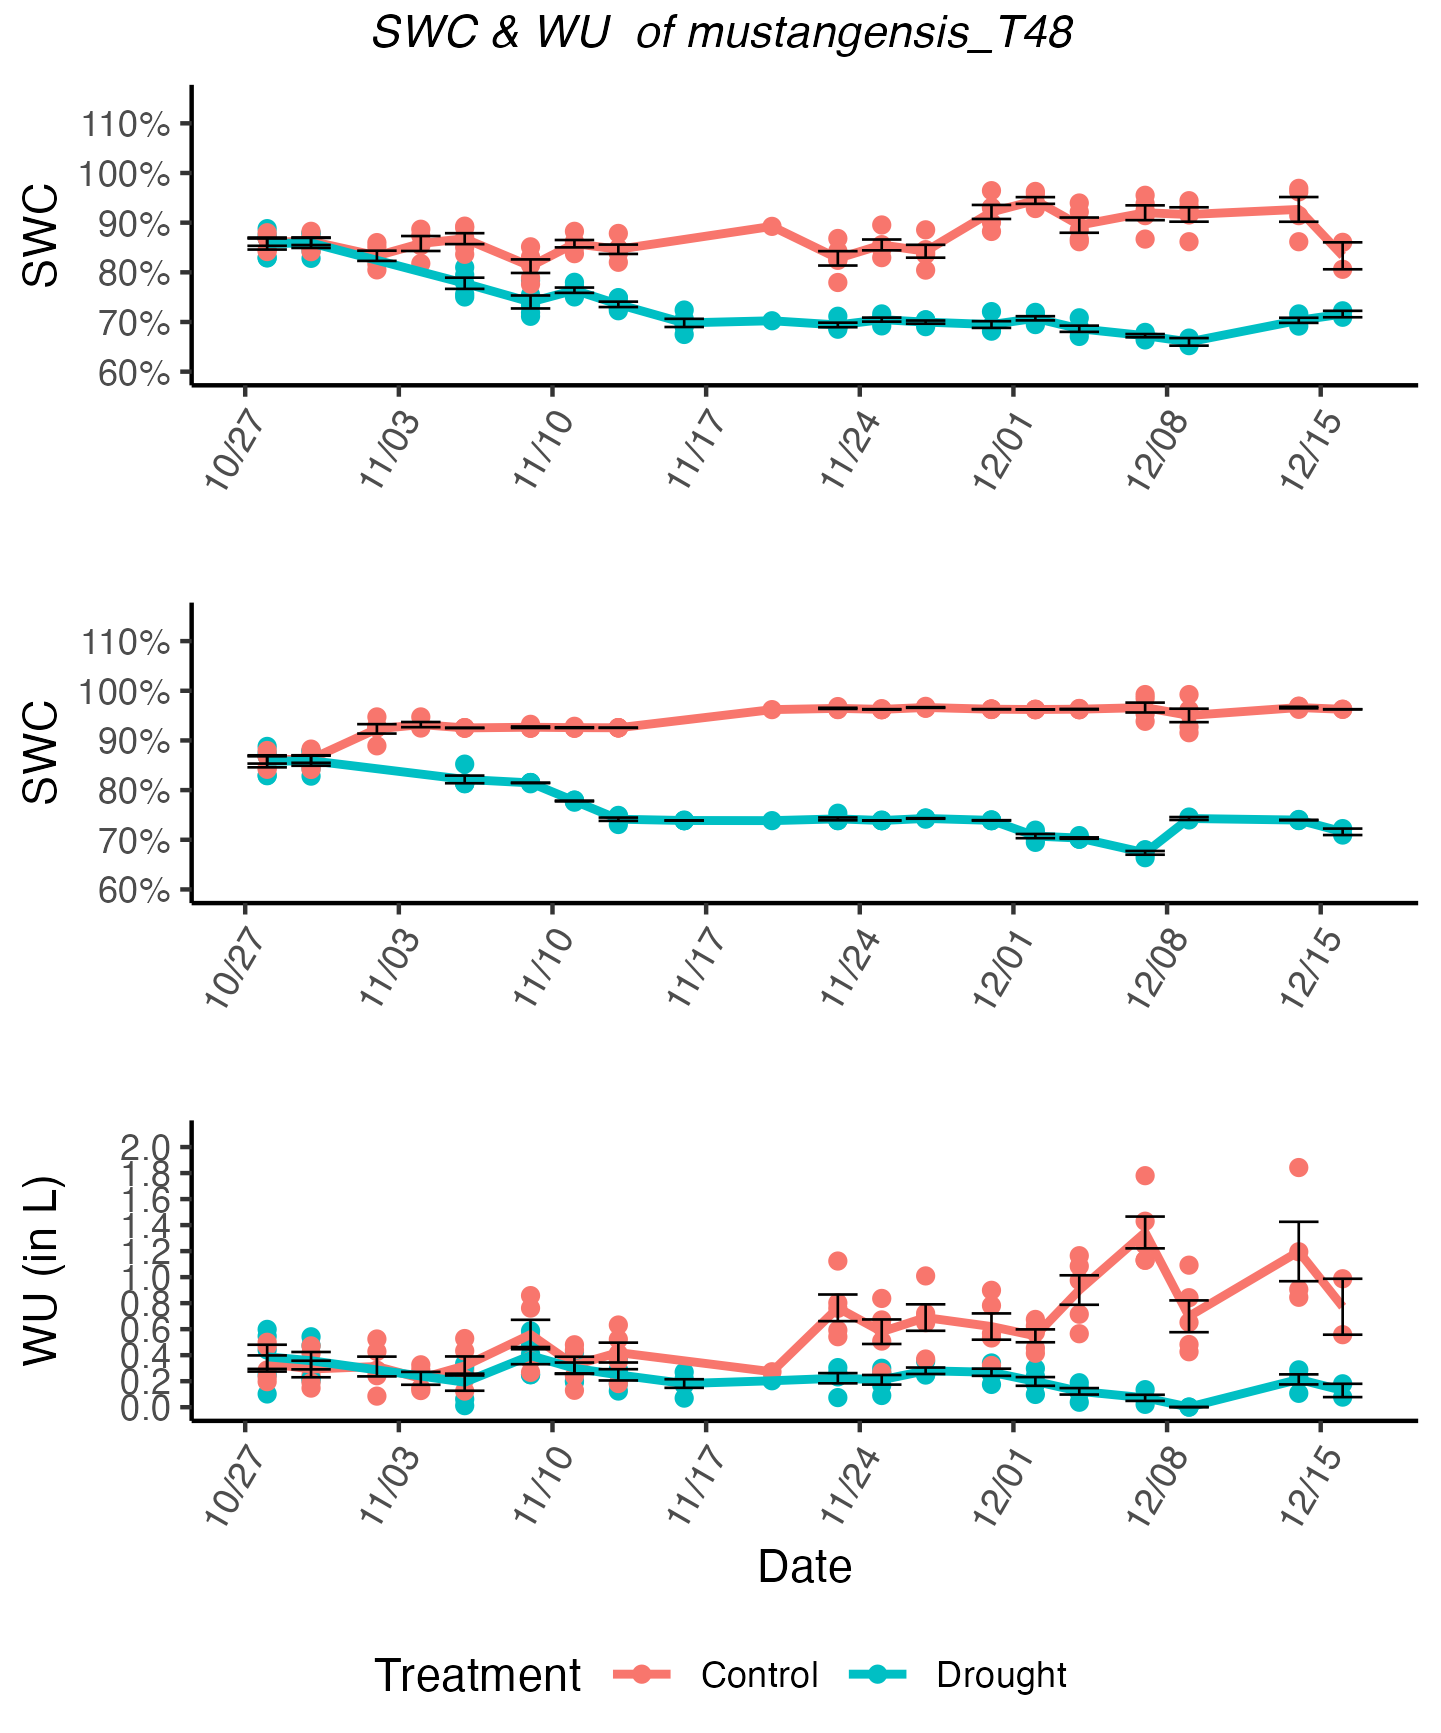 SWC & WU of mustangensis_T48
SWC
110%
100%
90%
80%
70%
60%
10/27 11/03 11/10 11/17 11/24 12/01 12/08 12/15
SWC
110%
100%
90%
80%
70%
60%
10/27 11/03 11/10 11/17 11/24 12/01 12/08 12/15
WU (in L)
2.0
1.8
1.6
1.4
1.2
1.0
0.8
0.6
0.4
0.2
0.0
10/27 11/03 11/10 11/17 11/24 12/01 12/08 12/15
Date
Treatment Control Drought